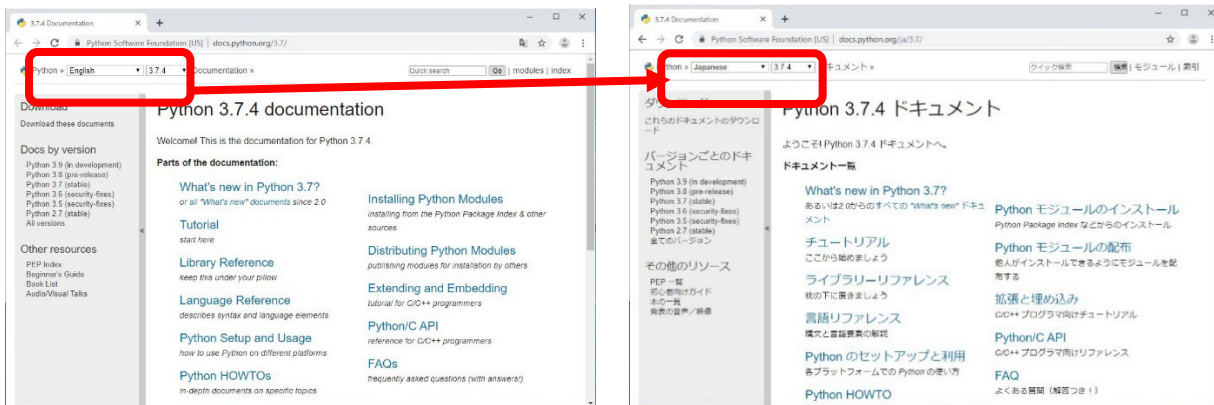 3.7.4 Documentation
Python Software Foundation [US] | docs.python.org/3.7/
Python » English 3.7.4 Documentation »
Quick search Go | modules | index
Download
Download these documents
Docs by version
Python 3.9 (in development)
Python 3.8 (pre-release)
Python 3.7 (stable)
Python 3.6 (security-fixes)
Python 3.5 (security-fixes)
Python 2.7 (stable)
All versions
Other resources
PEP Index
Beginner's Guide
Book List
Audio/Visual Talks
«
Python 3.7.4 documentation
Welcome! This is the documentation for Python 3.7.4.
Parts of the documentation:
What's new in Python 3.7?
or all "What's new" documents since 2.0
Tutorial
start here
Library Reference
keep this under your pillow
Language Reference
describes syntax and language elements
Python Setup and Usage
how to use Python on different platforms
Python HOWTOs
in-depth documents on specific topics
Installing Python Modules
installing from the Python Package Index & other
sources
Distributing Python Modules
publishing modules for installation by others
Extending and Embedding
tutorial for C/C++ programmers
Python/C API
reference for C/C++ programmers
FAQs
frequently asked questions (with answers!)
3.7.4 Documentation
Python Software Foundation [US] | docs.python.org/ja/3.7/
Japanese 3.7.4 »
クイック検索 検索 | モジュール | 索引
これらのドキュメントのダウンロ
ード
バージョンごとのドキ
ュメント
Python 3.9 (in development)
Python 3.8 (pre-release)
Python 3.7 (stable)
Python 3.6 (security-fixes)
Python 3.5 (security-fixes)
Python 2.7 (stable)
全てのバージョン
その他のリソース
PEP 一覧
初心者向けガイド
本の一覧
発表の音声／映像
«
Python 3.7.4 ドキュメント
ようこそ! Python 3.7.4 ドキュメントへ。
ドキュメント一覧
What's new in Python 3.7?
あるいは2.0からのすべての "What's new" ドキュ
メント
チュートリアル
ここから始めましょう
ライブラリーリファレンス
枕の下に置きましょう
言語リファレンス
構文と言語要素の解説
Python のセットアップと利用
各プラットフォームでの Python の使い方
Python HOWTO
Python モジュールのインストール
Python Package Index などからのインストール
Python モジュールの配布
他人がインストールできるようにモジュールを配
布する
拡張と埋め込み
C/C++ プログラマ向けチュートリアル
Python/C API
C/C++ プログラマ向けリファレンス
FAQ
よくある質問 (解答つき！)